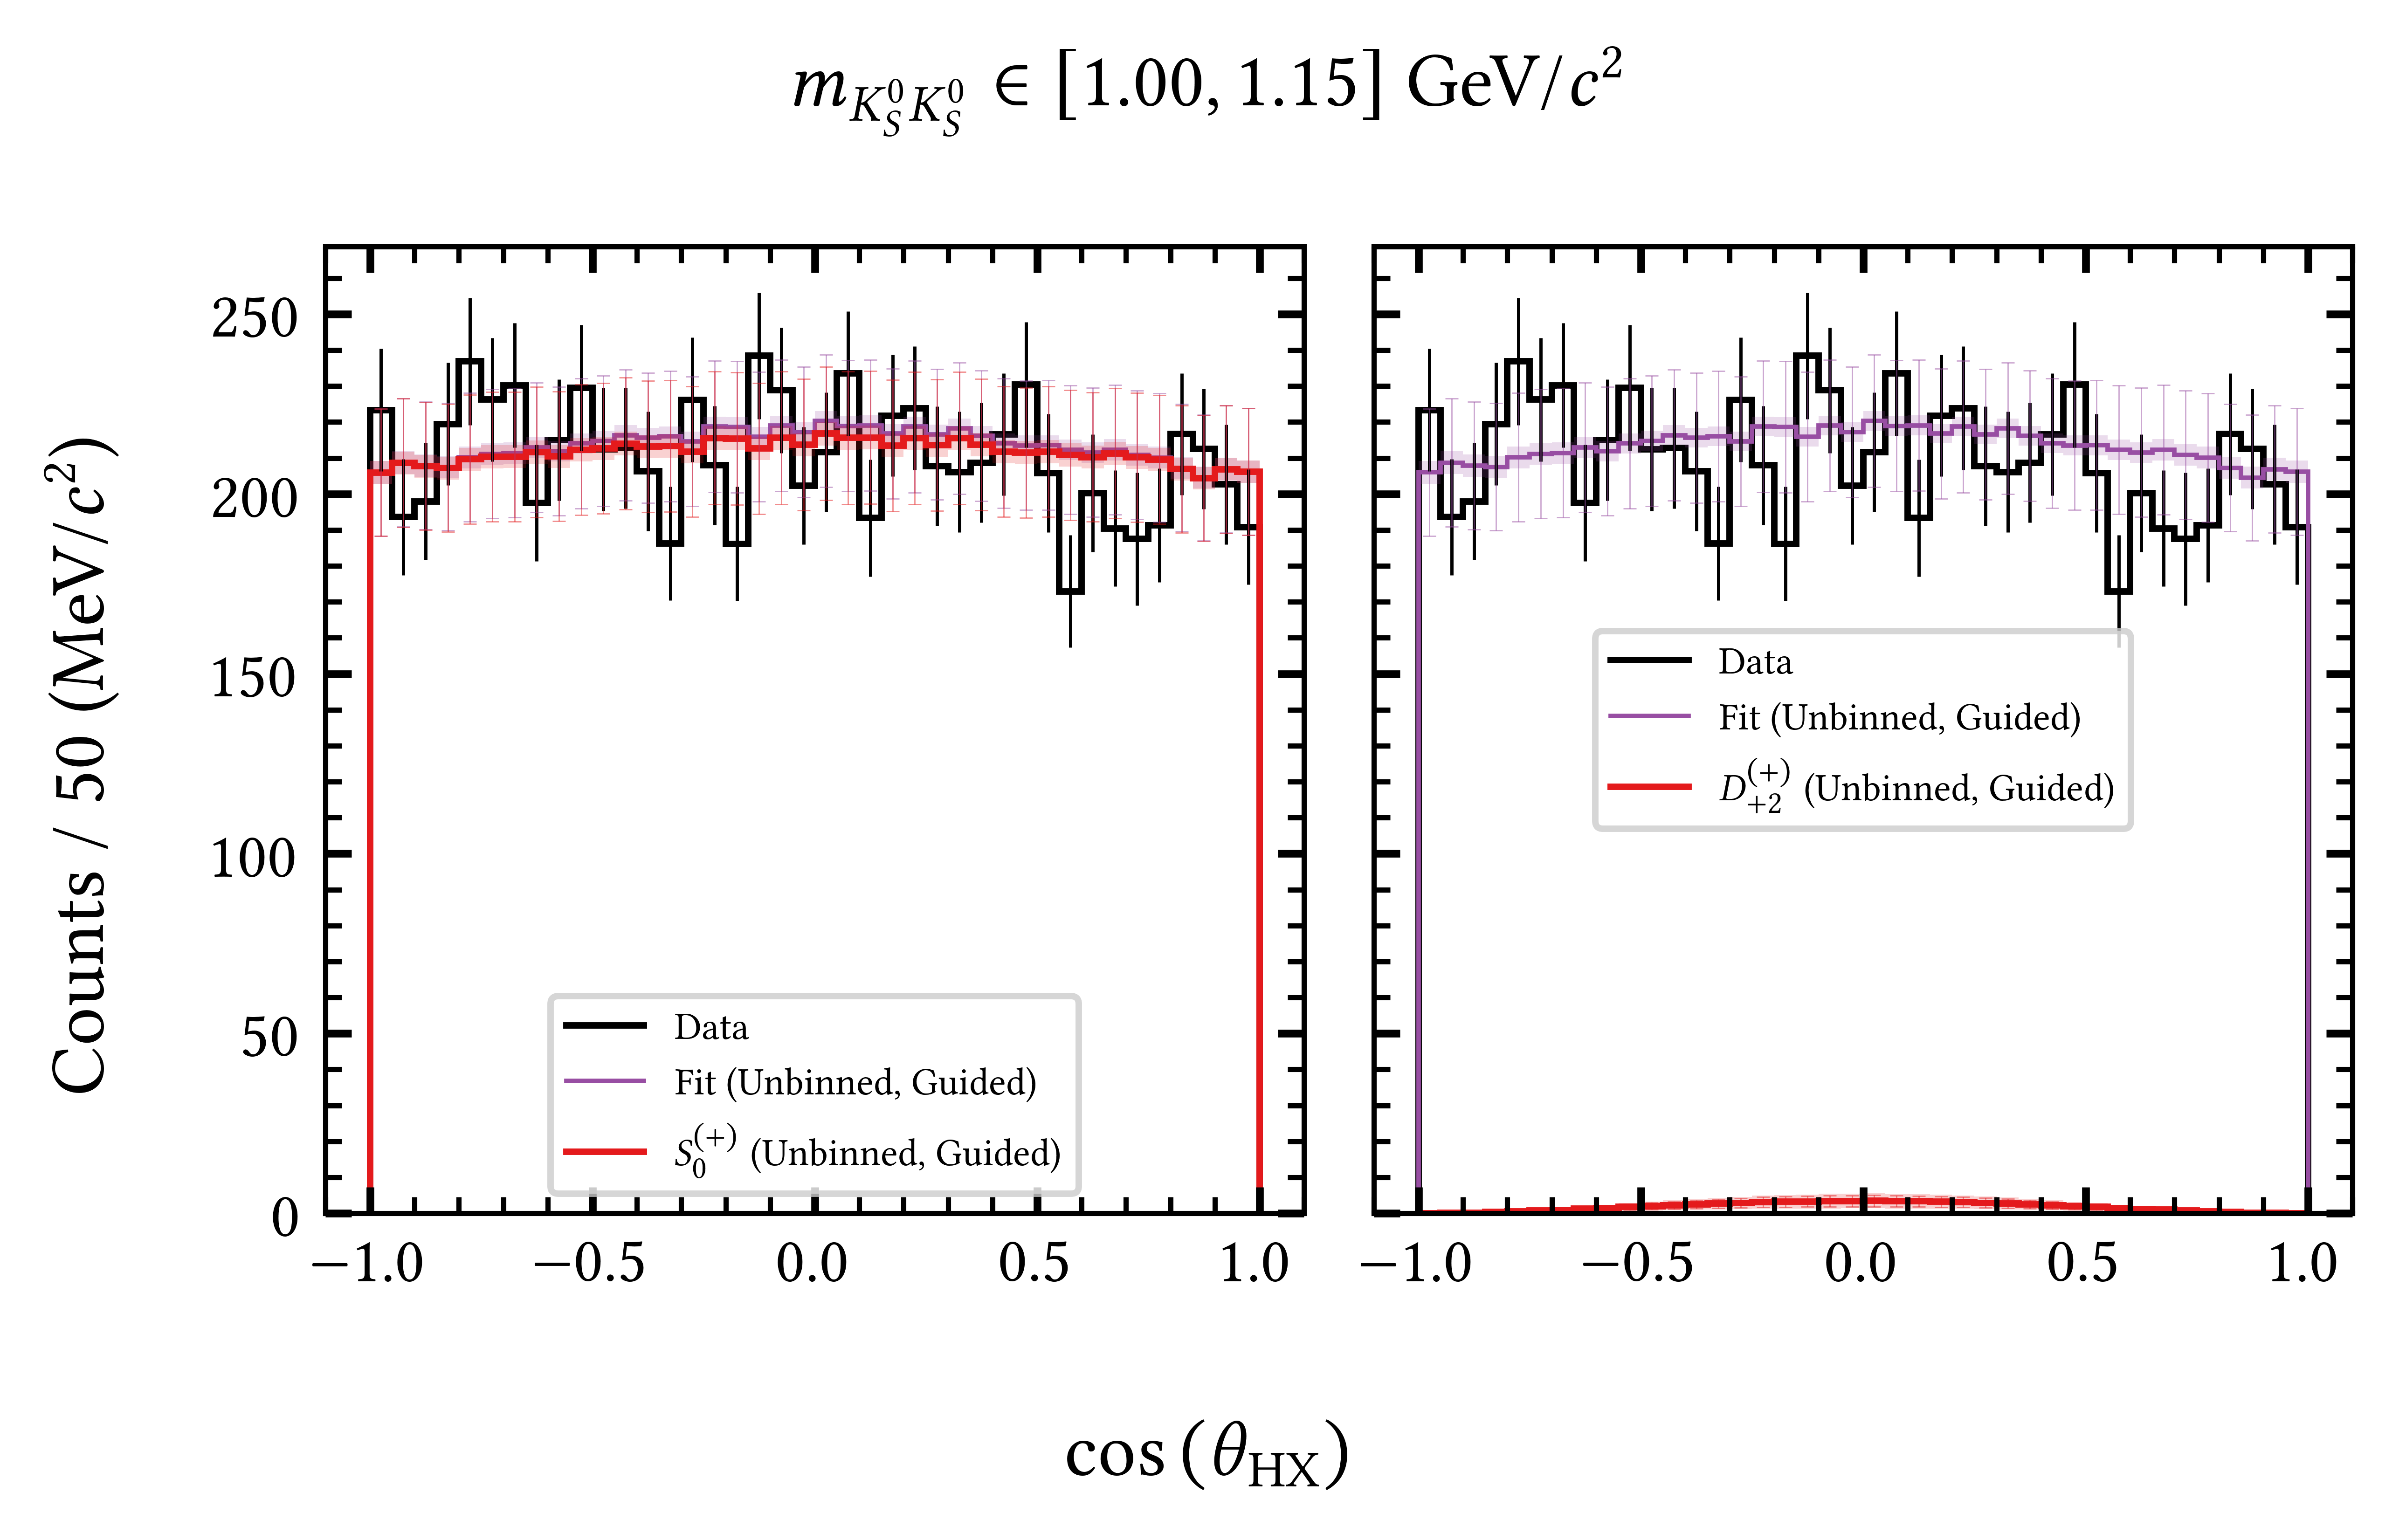 m_{K_S^0 K_S^0} ∈ [1.00, 1.15] GeV/c²
Counts / 50 (MeV/c²)
250
200
150
100
50
0
Data
Fit (Unbinned, Guided)
S_0^{(+)} (Unbinned, Guided)
−1.0 −0.5 0.0 0.5 1.0
Data
Fit (Unbinned, Guided)
D_{+2}^{(+)} (Unbinned, Guided)
−1.0 −0.5 0.0 0.5 1.0
cos (θ_{HX})